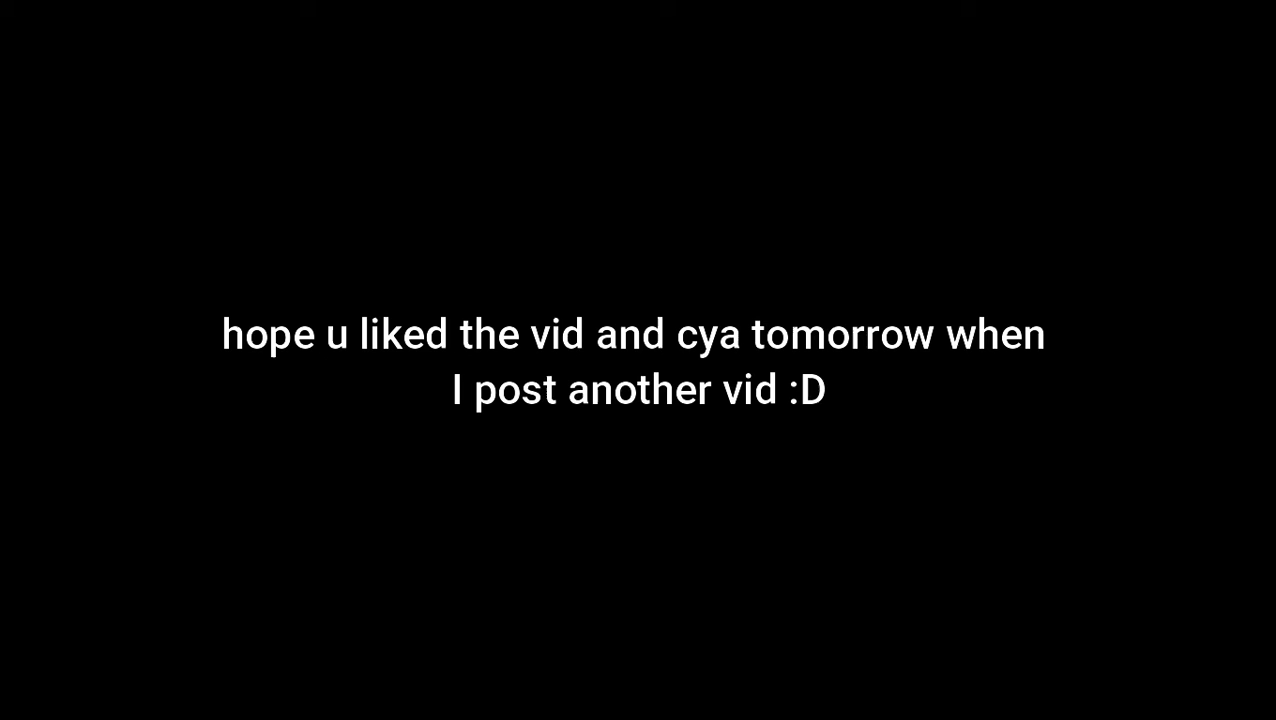 hope u liked the vid and cya tomorrow when
I post another vid :D